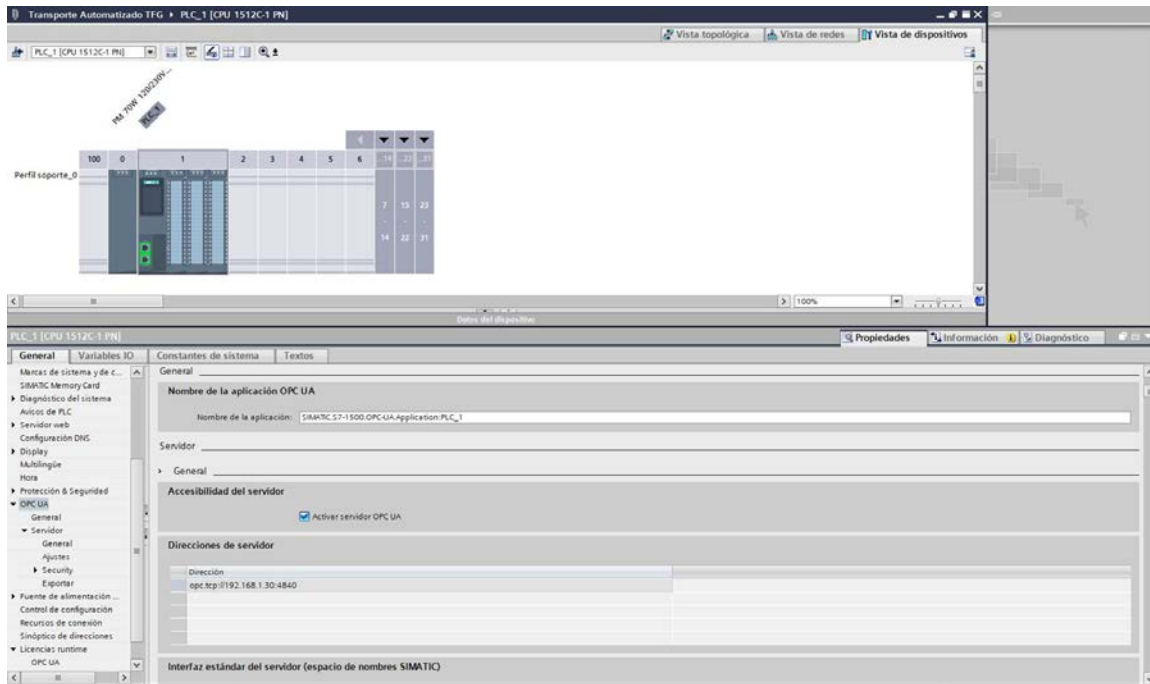 Transporte Automatizado TFG ▸ PLC_1 [CPU 1512C-1 PN]
Vista topológica Vista de redes Vista de dispositivos
PLC_1 [CPU 1512C-1 PN]
PM 70W 120/230V...
PLC_1
100 0 1 2 3 4 5 6 ...14 ...22 ...31
Perfil soporte_0
7 15 23
- - -
14 22 31
100%
Datos del dispositivo
PLC_1 [CPU 1512C-1 PN]
Propiedades Información Diagnóstico
General Variables IO Constantes de sistema Textos
Marcas de sistema y de c...
SIMATIC Memory Card
Diagnóstico del sistema
Avisos de PLC
Servidor web
Configuración DNS
Display
Multilingüe
Hora
Protección & Seguridad
OPC UA
General
Servidor
General
Ajustes
Security
Exportar
Fuente de alimentación ...
Control de configuración
Recursos de conexión
Sinóptico de direcciones
Licencias runtime
OPC UA
General
Nombre de la aplicación OPC UA
Nombre de la aplicación: SIMATIC.S7-1500.OPC-UA.Application:PLC_1
Servidor
General
Accesibilidad del servidor
Activar servidor OPC UA
Direcciones de servidor
Dirección
opc.tcp://192.168.1.30:4840
Interfaz estándar del servidor (espacio de nombres SIMATIC)